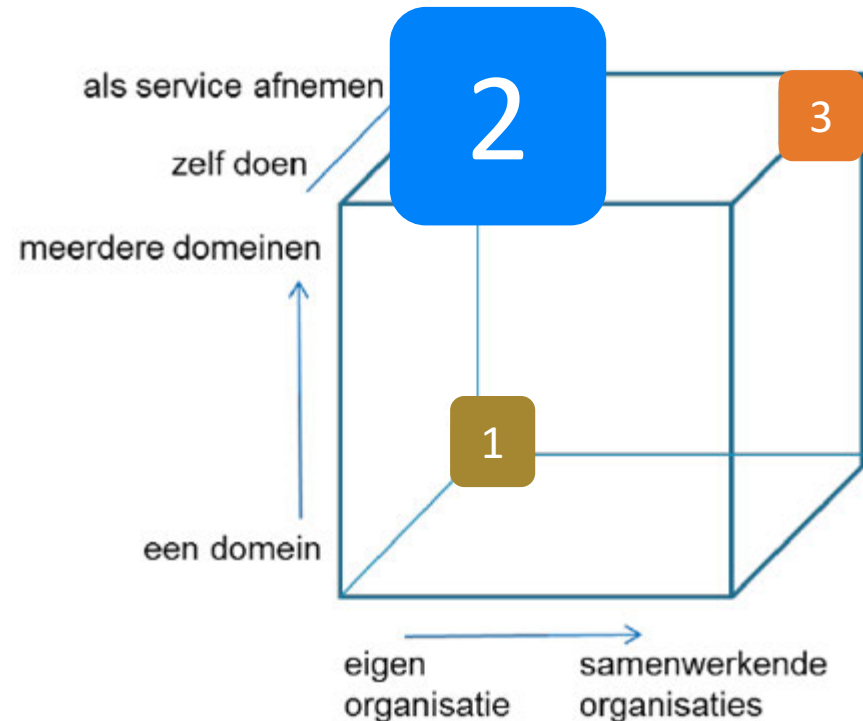 als service afnemen
2
3
zelf doen
meerdere domeinen
1
een domein
eigen
organisatie
samenwerkende
organisaties